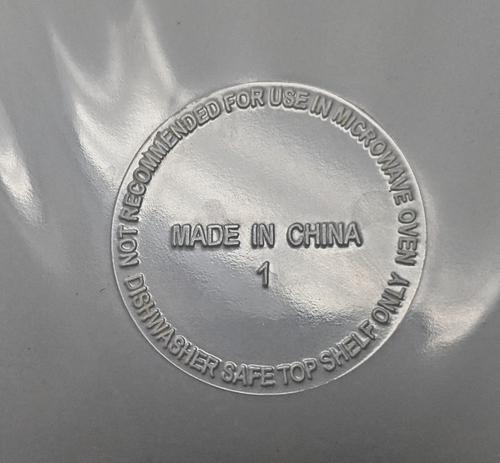 NOT RECOMMENDED FOR USE IN MICROWAVE OVEN
MADE IN CHINA
1
DISHWASHER SAFE TOP SHELF ONLY